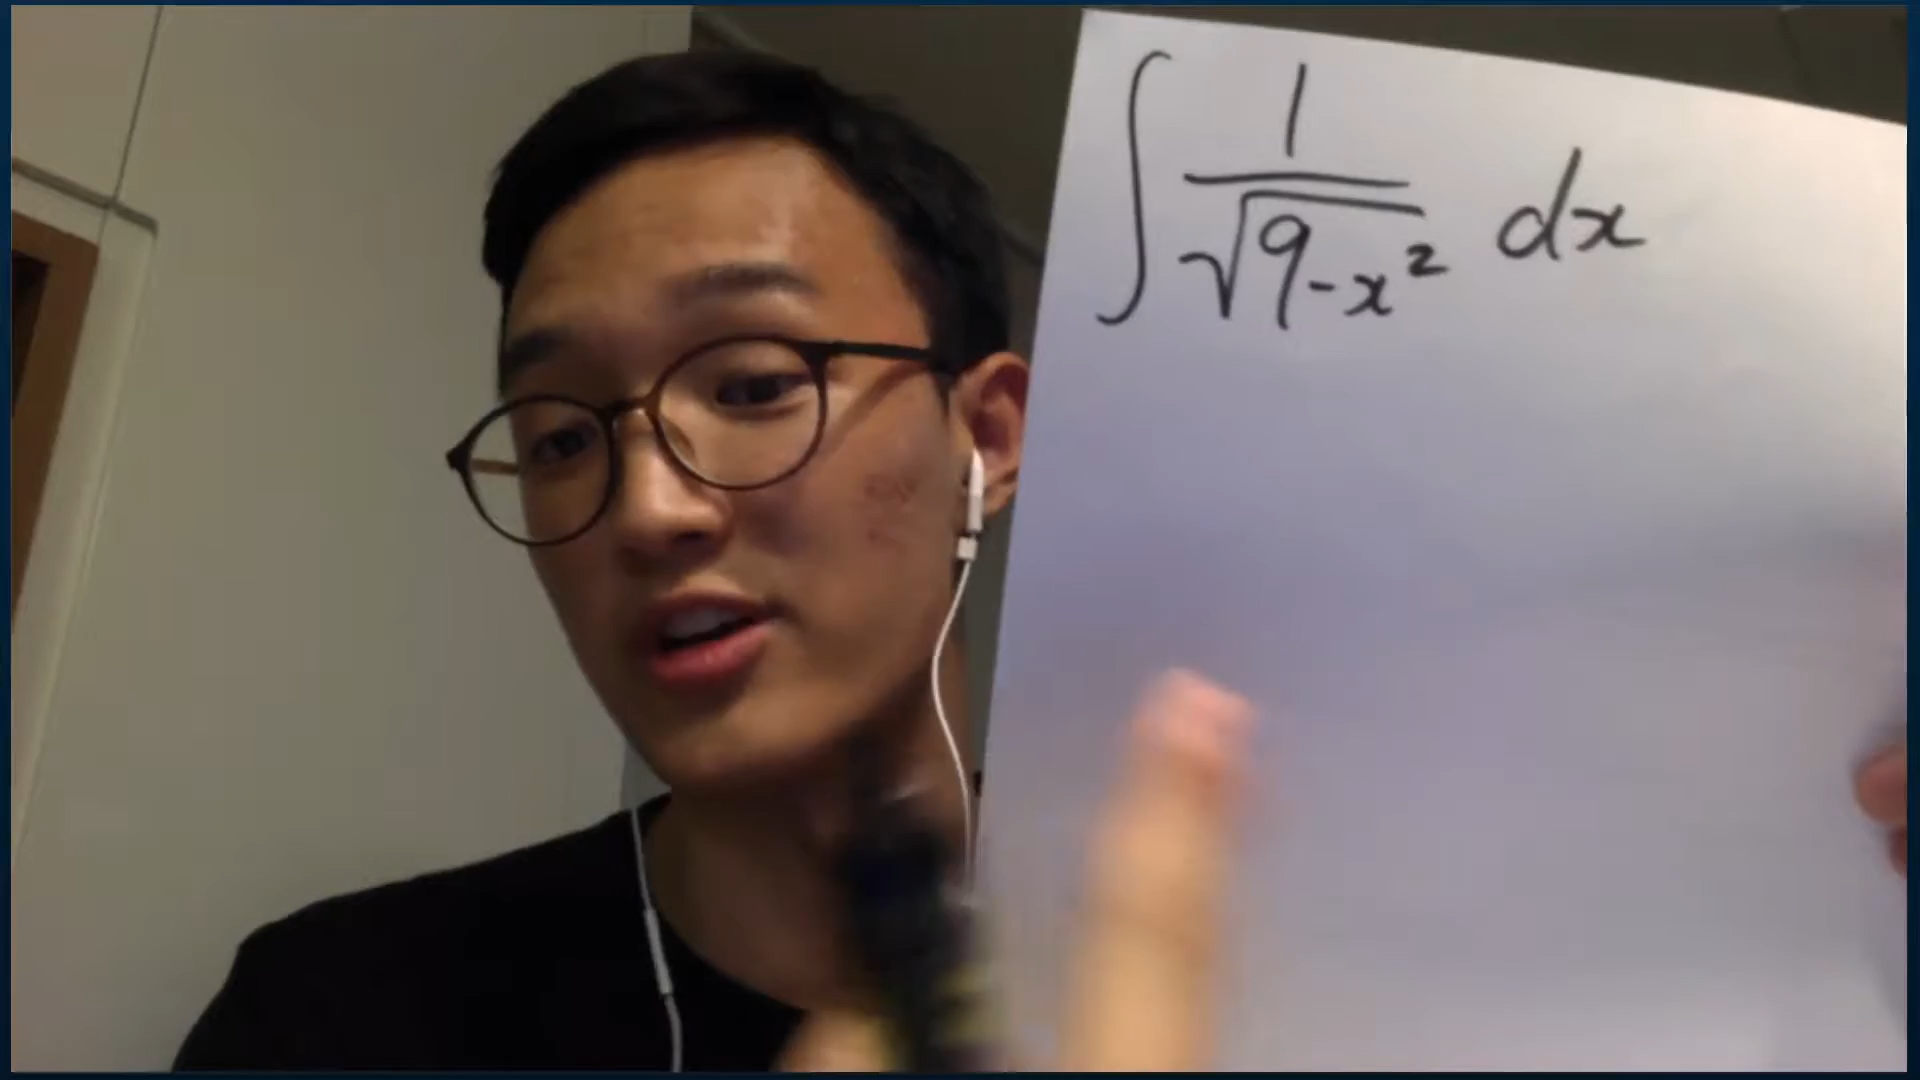 ∫ 1/√(9-x²) dx